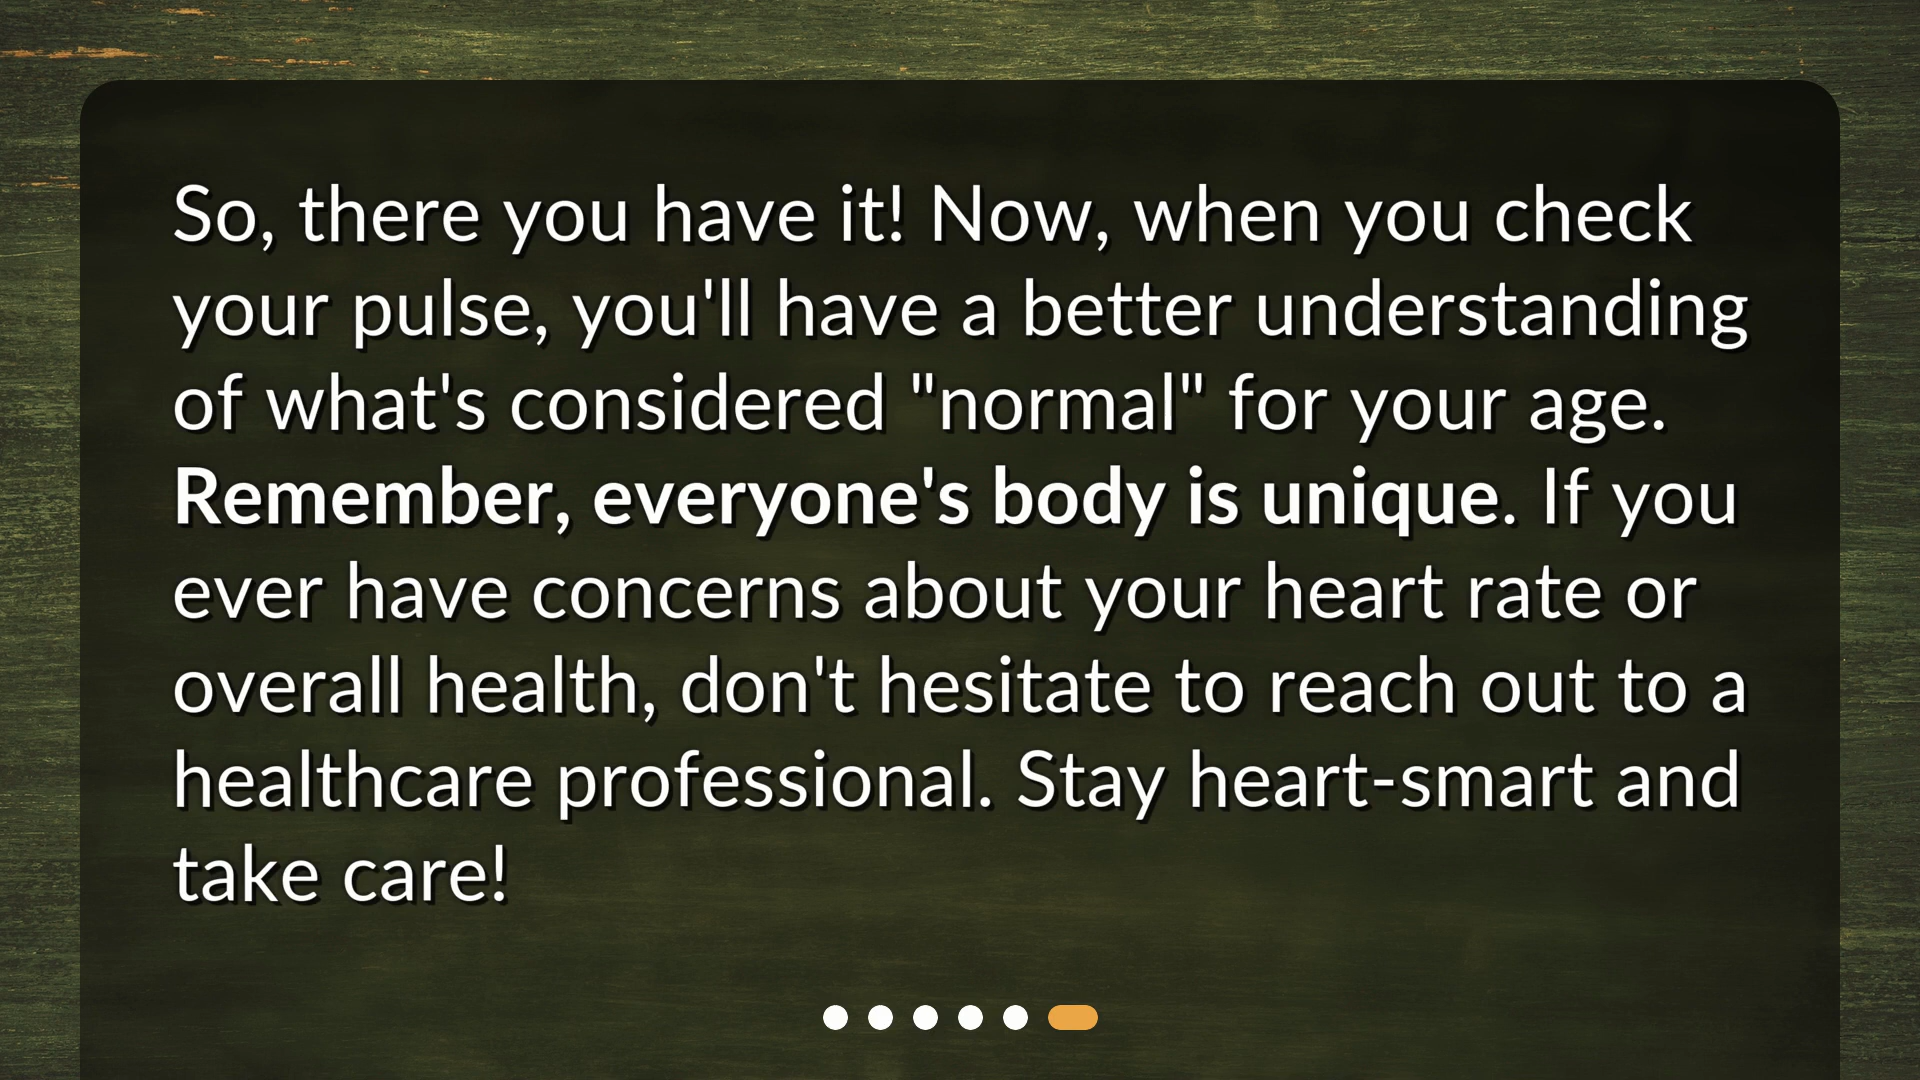 So, there you have it! Now, when you check
your pulse, you'll have a better understanding
of what's considered "normal" for your age.
Remember, everyone's body is unique. If you
ever have concerns about your heart rate or
overall health, don't hesitate to reach out to a
healthcare professional. Stay heart-smart and
take care!